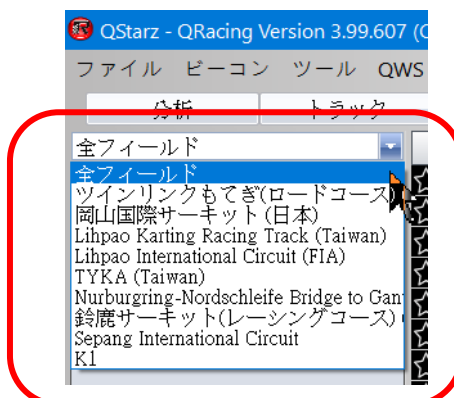 QStarz - QRacing Version 3.99.607 (
ファイル ビーコン ツール QWS
分析 トラック
全フィールド
全フィールド
ツインリンクもてぎ(ロードコース)
岡山国際サーキット (日本)
Lihpao Karting Racing Track (Taiwan)
Lihpao International Circuit (FIA)
TYKA (Taiwan)
Nurburgring-Nordschleife Bridge to Gan
鈴鹿サーキット(レーシングコース)
Sepang International Circuit
K1